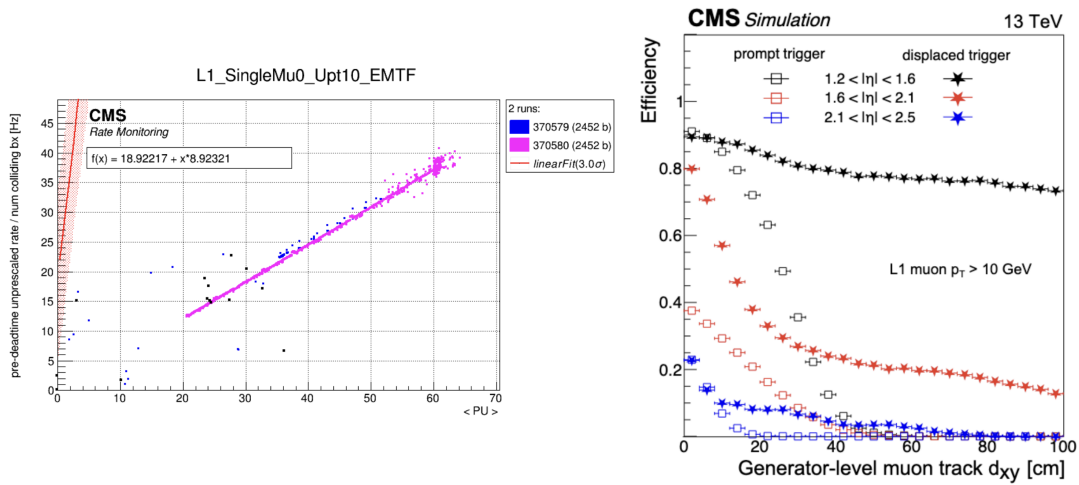 L1_SingleMu0_Upt10_EMTF
CMS
Rate Monitoring
f(x) = 18.92217 + x*8.92321
pre-deadtime unprescaled rate / num colliding bx [Hz]
45
40
35
30
25
20
15
10
5
0
0 10 20 30 40 50 60 70
< PU >
2 runs:
370579 (2452 b)
370580 (2452 b)
linearFit(3.0σ)
CMS Simulation 13 TeV
prompt trigger displaced trigger
1.2 < |η| < 1.6
1.6 < |η| < 2.1
2.1 < |η| < 2.5
L1 muon pT > 10 GeV
Efficiency
1
0.8
0.6
0.4
0.2
0 20 40 60 80 100
Generator-level muon track dxy [cm]